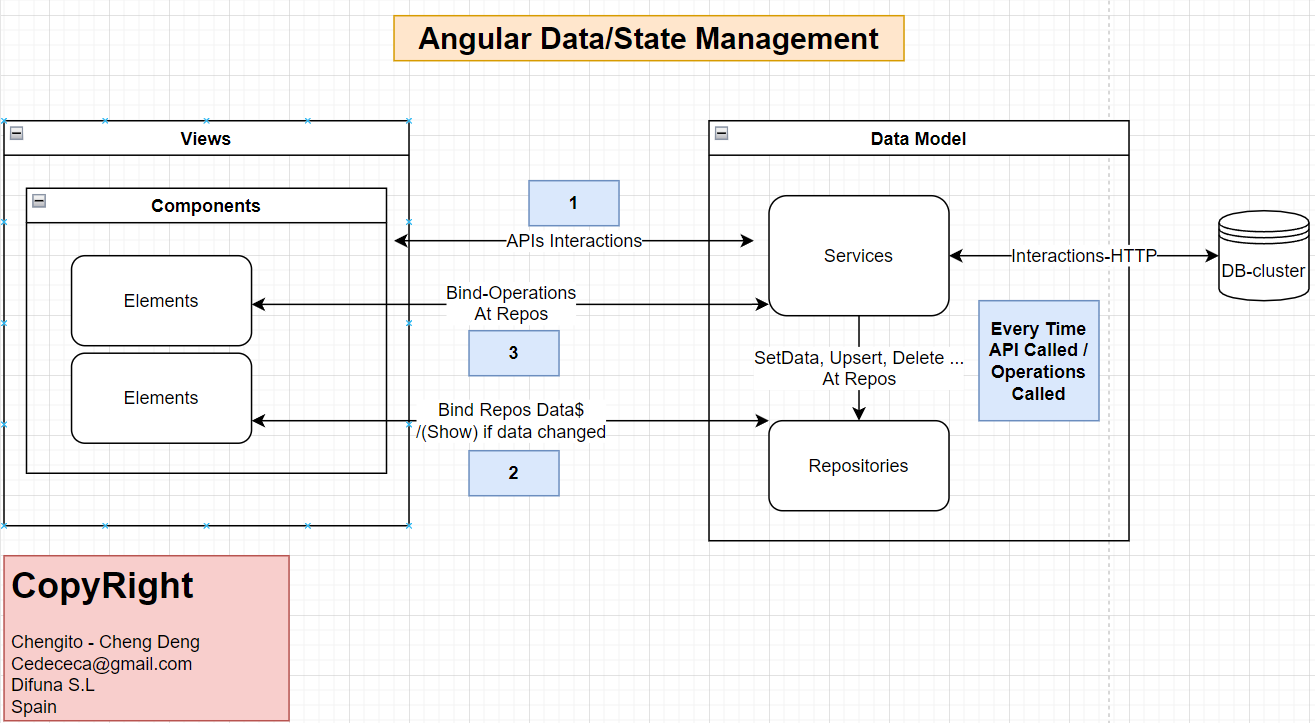 Angular Data/State Management
Views
Components
Elements
Elements
1
APIs Interactions
Bind-Operations
At Repos
3
Bind Repos Data$
/(Show) if data changed
2
Data Model
Services
SetData, Upsert, Delete ...
At Repos
Repositories
Interactions-HTTP
DB-cluster
Every Time
API Called /
Operations
Called
CopyRight
Chengito - Cheng Deng
Cedececa@gmail.com
Difuna S.L
Spain